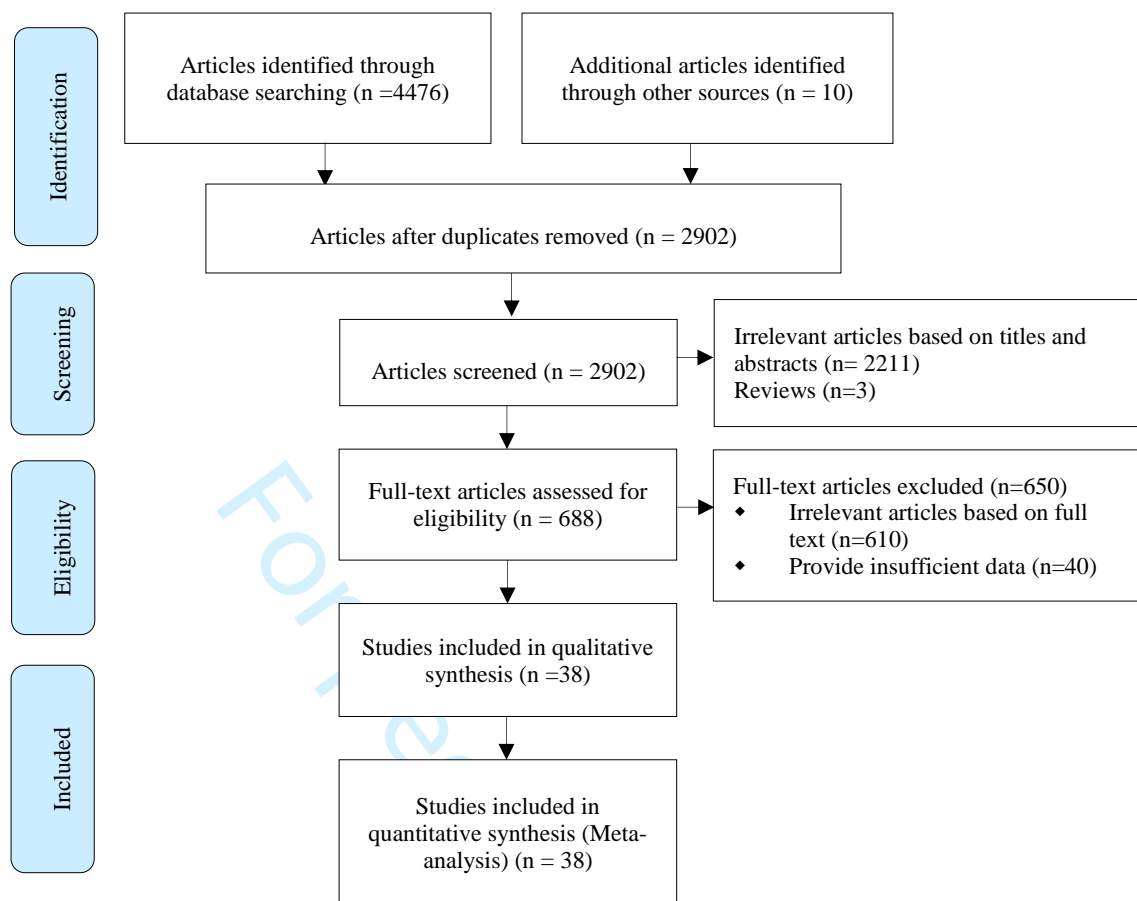 Identification
Articles identified through
database searching (n =4476)
Additional articles identified
through other sources (n = 10)
Articles after duplicates removed (n = 2902)
Screening
Articles screened (n = 2902)
Irrelevant articles based on titles and
abstracts (n= 2211)
Reviews (n=3)
Eligibility
Full-text articles assessed for
eligibility (n = 688)
Full-text articles excluded (n=650)
◆ Irrelevant articles based on full
text (n=610)
◆ Provide insufficient data (n=40)
Studies included in qualitative
synthesis (n =38)
Included
Studies included in
quantitative synthesis (Meta-
analysis) (n = 38)
For